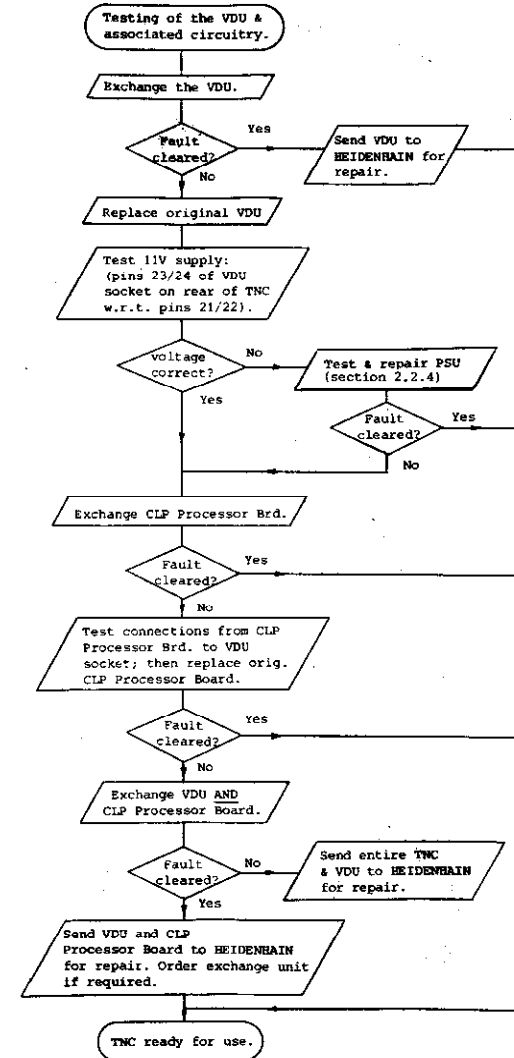 Testing of the VDU &
associated circuitry.
Exchange the VDU.
Fault
cleared?
Yes
Send VDU to
HEIDENHAIN for
repair.
No
Replace original VDU
Test 11V supply:
(pins 23/24 of VDU
socket on rear of TNC
w.r.t. pins 21/22).
voltage
correct?
No
Test & repair PSU
(section 2.2.4)
Yes
Fault
cleared?
Yes
No
Exchange CLP Processor Brd.
Fault
cleared?
Yes
No
Test connections from CLP
Processor Brd. to VDU
socket; then replace orig.
CLP Processor Board.
Fault
cleared?
Yes
No
Exchange VDU AND
CLP Processor Board.
Fault
cleared?
No
Send entire TNC
& VDU to HEIDENHAIN
for repair.
Yes
Send VDU and CLP
Processor Board to HEIDENHAIN
for repair. Order exchange unit
if required.
TNC ready for use.